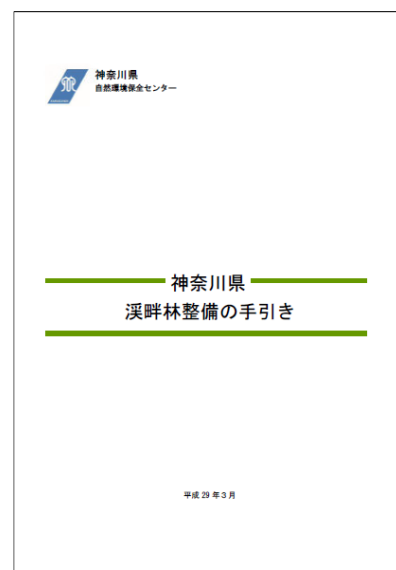 神奈川県
自然環境保全センター
神奈川県
渓畔林整備の手引き
平成 29 年 3 月